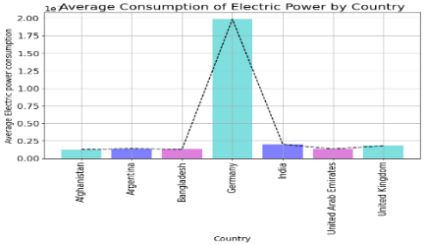 1e
Average Consumption of Electric Power by Country
2.00
1.75
1.50
1.25
1.00
0.75
0.50
0.25
0.00
Average Electric power consumption
Afghanistan
Argentina
Bangladesh
Germany
India
United Arab Emirates
United Kingdom
Country